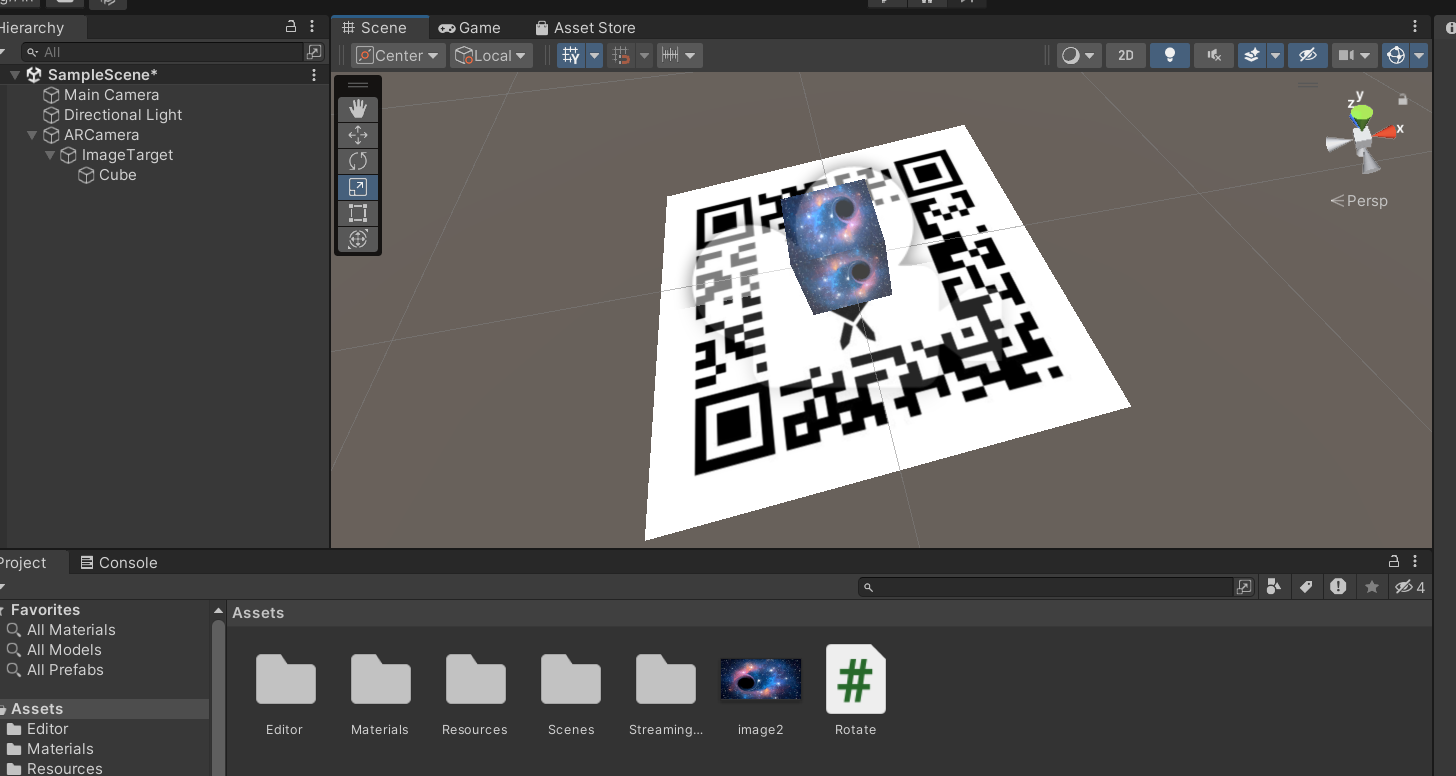 Hierarchy
All
SampleScene*
Main Camera
Directional Light
ARCamera
ImageTarget
Cube
Scene
Game
Asset Store
Center
Local
2D
y
z
x
Persp
Project
Console
4
Favorites
All Materials
All Models
All Prefabs
Assets
Editor
Materials
Resources
Assets
Editor
Materials
Resources
Scenes
Streaming...
image2
#
Rotate